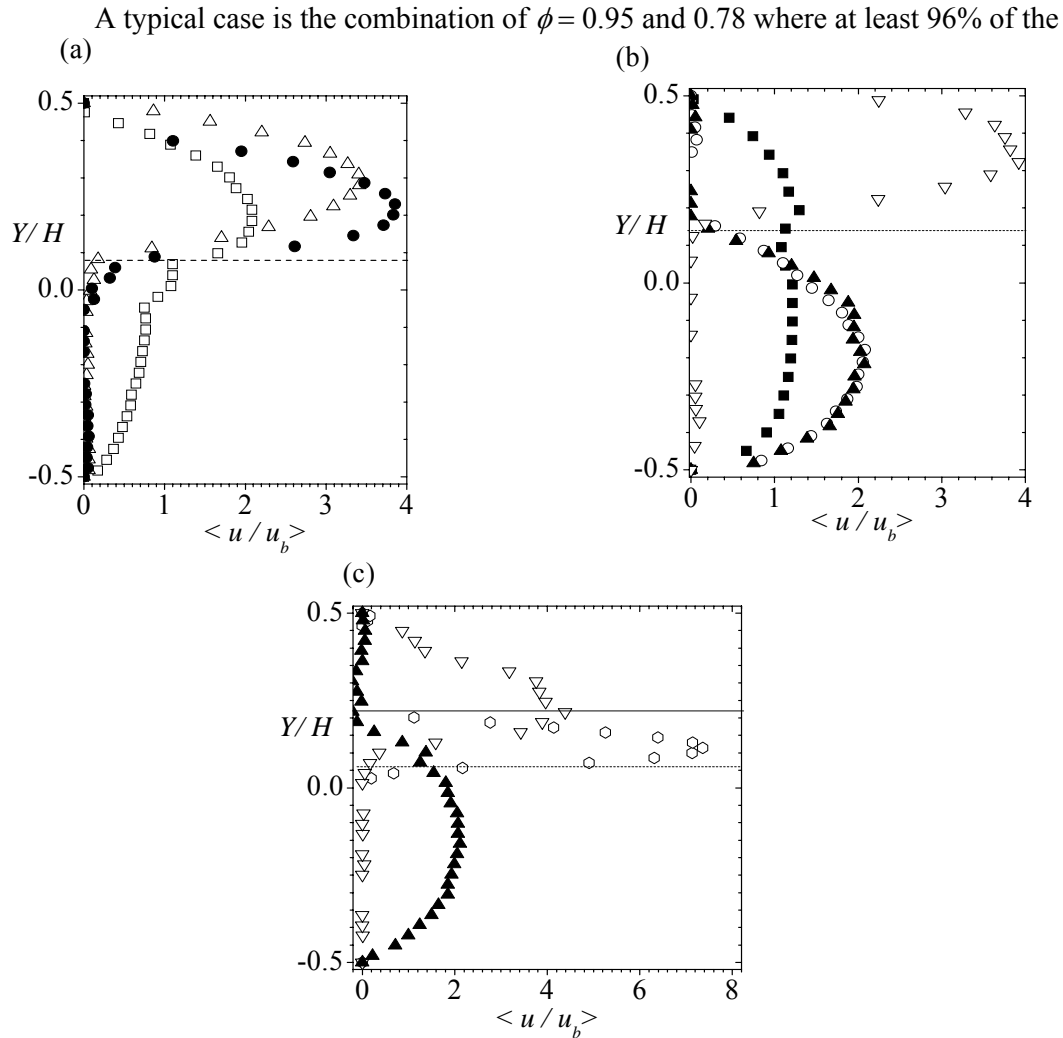 A typical case is the combination of ϕ = 0.95 and 0.78 where at least 96% of the
(a)
0.5
Y/ H
0.0
-0.5
0 1 2 3 4
< u / u_b >
(b)
0.5
Y/ H
0.0
-0.5
0 1 2 3 4
< u / u_b >
(c)
0.5
Y/ H
0.0
-0.5
0 2 4 6 8
< u / u_b >